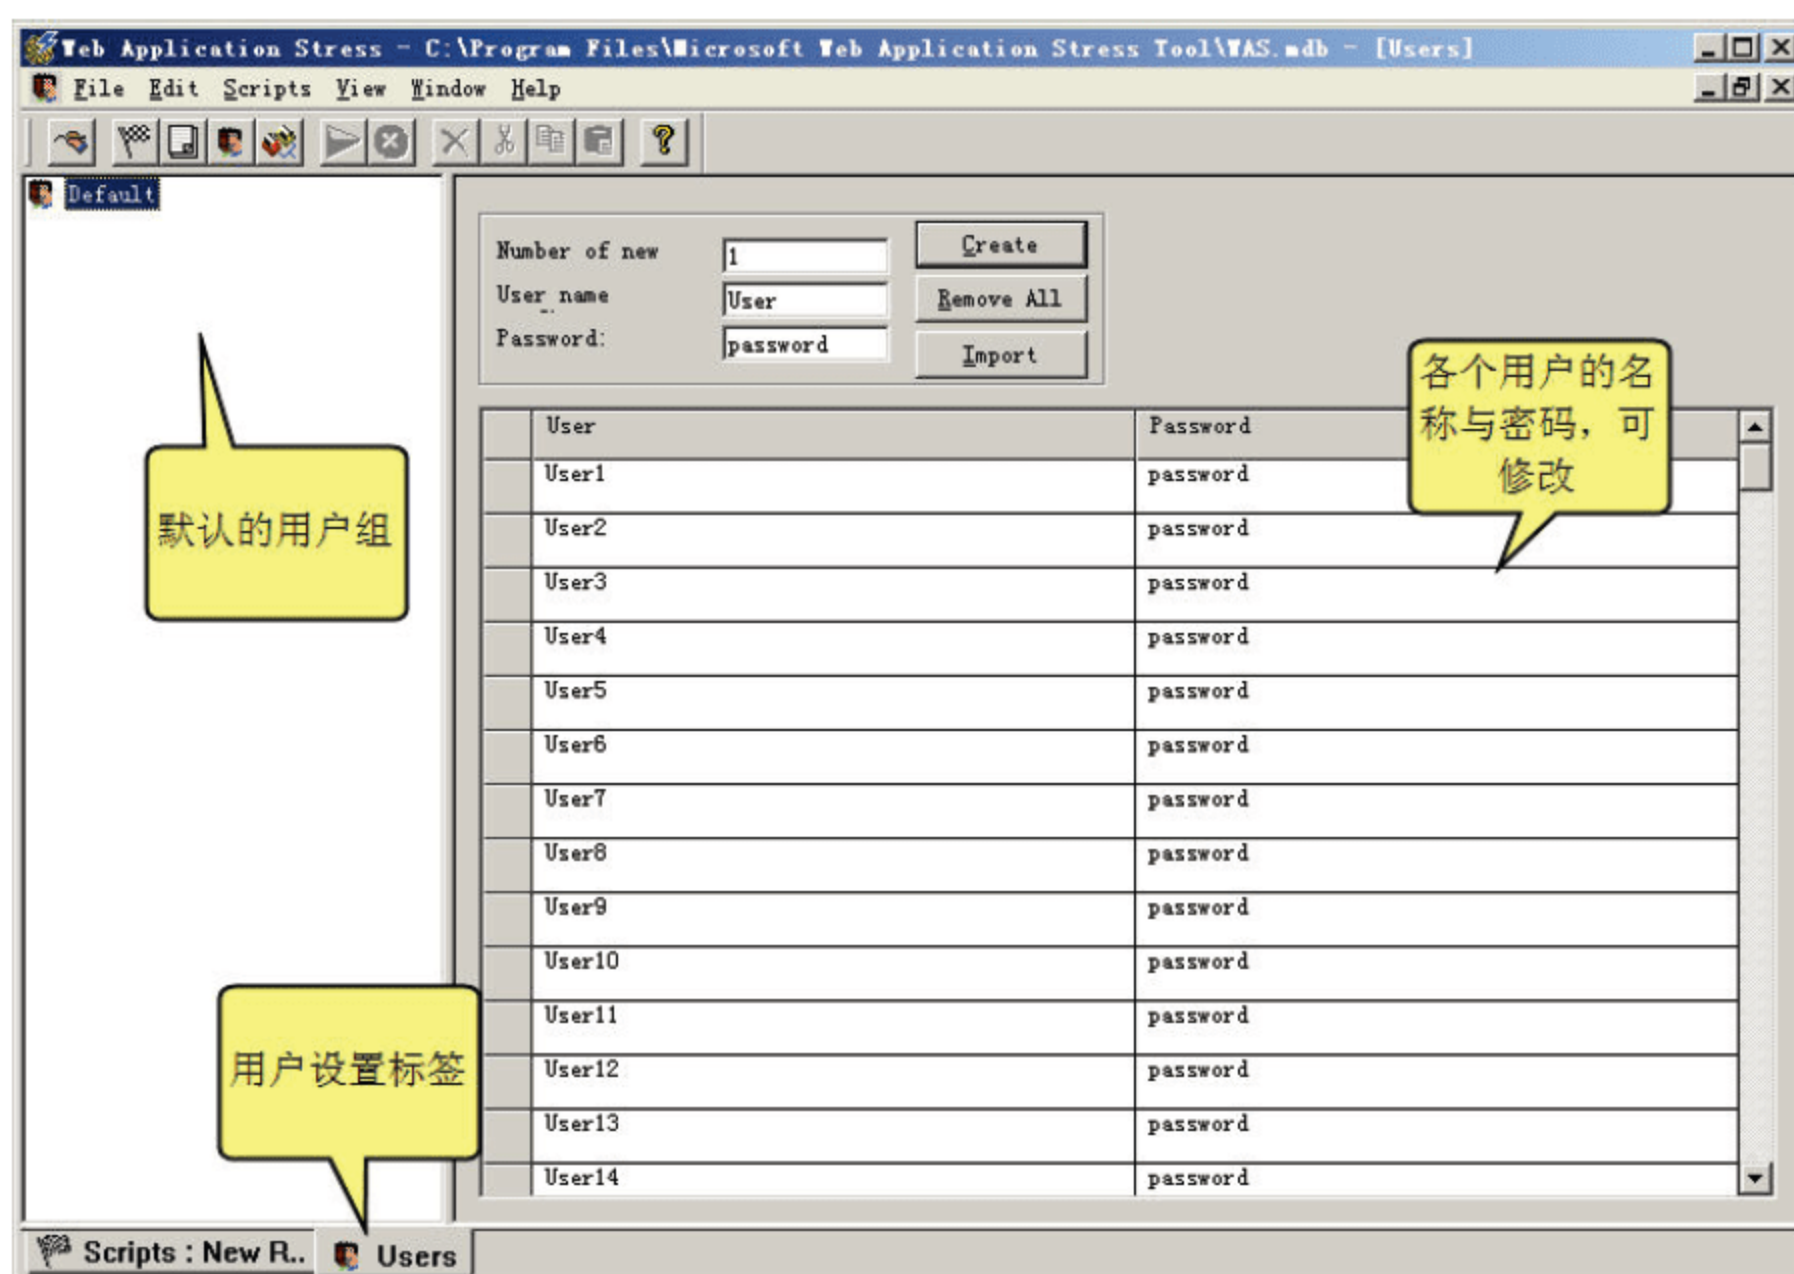 Web Application Stress - C:\Program Files\Microsoft Web Application Stress Tool\WAS.mdb - [Users]
File Edit Scripts View Window Help
Default
Number of new 1 Create
User name User Remove All
Password: password Import
各个用户的名
称与密码，可
修改
默认的用户组
User Password
User1 password
User2 password
User3 password
User4 password
User5 password
User6 password
User7 password
User8 password
User9 password
User10 password
User11 password
User12 password
User13 password
User14 password
用户设置标签
Scripts : New R.. Users